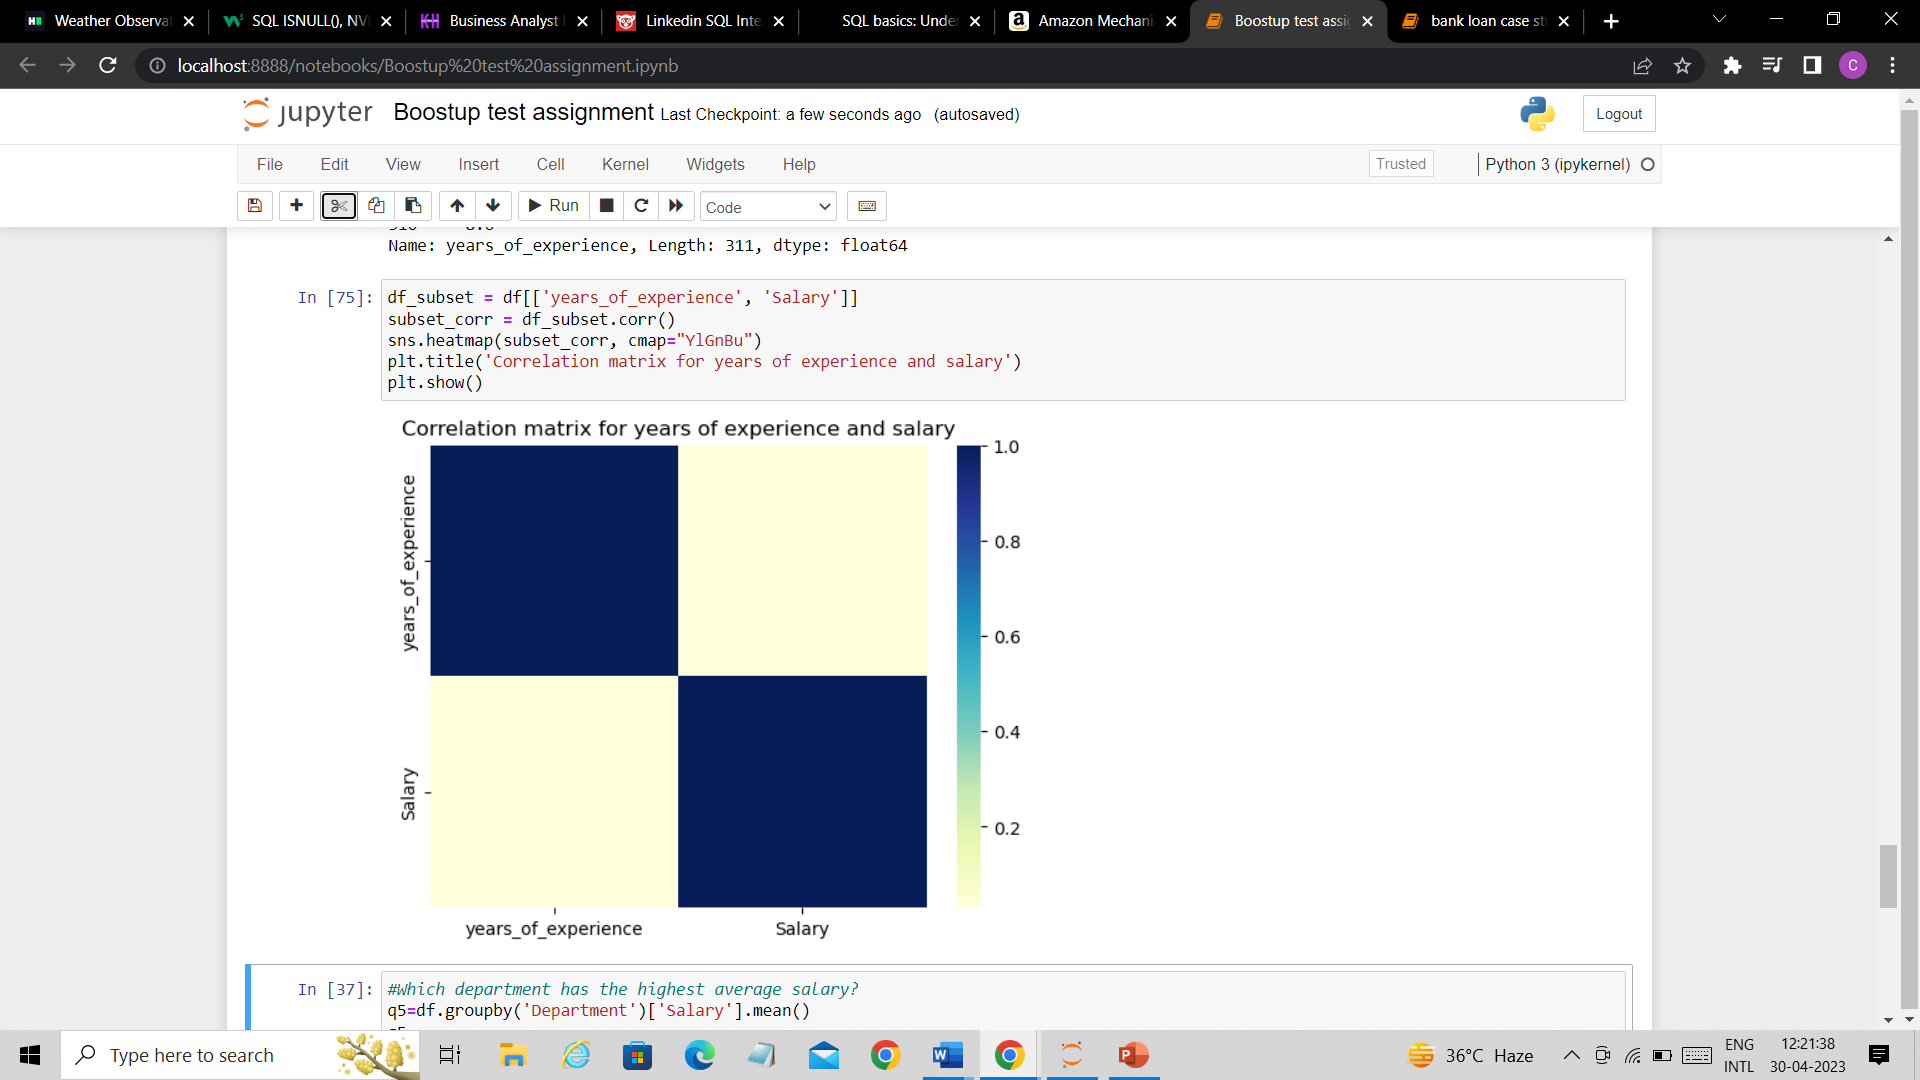 Weather Observat
SQL ISNULL(), NV
Business Analyst
Linkedin SQL Inte
SQL basics: Unde
Amazon Mechani
Boostup test assi
bank loan case st
localhost:8888/notebooks/Boostup%20test%20assignment.ipynb
C
jupyter Boostup test assignment Last Checkpoint: a few seconds ago (autosaved)
Logout
File Edit View Insert Cell Kernel Widgets Help
Trusted
Python 3 (ipykernel)
Run
Code
Name: years_of_experience, Length: 311, dtype: float64
In [75]:
df_subset = df[['years_of_experience', 'Salary']]
subset_corr = df_subset.corr()
sns.heatmap(subset_corr, cmap="YlGnBu")
plt.title('Correlation matrix for years of experience and salary')
plt.show()
Correlation matrix for years of experience and salary
years_of_experience
Salary
1.0
0.8
0.6
0.4
0.2
years_of_experience
Salary
In [37]:
#Which department has the highest average salary?
q5=df.groupby('Department')['Salary'].mean()
Type here to search
36°C Haze
ENG
INTL
12:21:38
30-04-2023